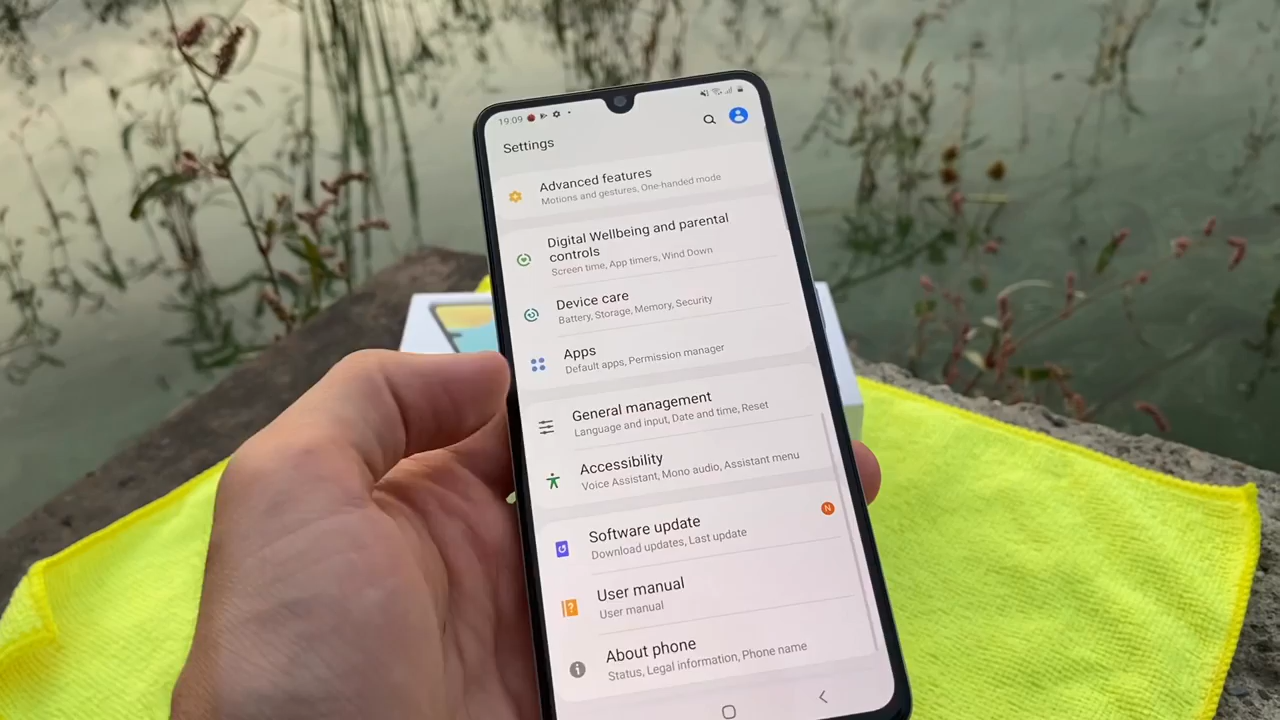 19:09
Settings
Advanced features
Motions and gestures, One-handed mode
Digital Wellbeing and parental
controls
Screen time, App timers, Wind Down
Device care
Battery, Storage, Memory, Security
Apps
Default apps, Permission manager
General management
Language and input, Date and time, Reset
Accessibility
Voice Assistant, Mono audio, Assistant menu
Software update
N
Download updates, Last update
User manual
User manual
About phone
Status, Legal information, Phone name